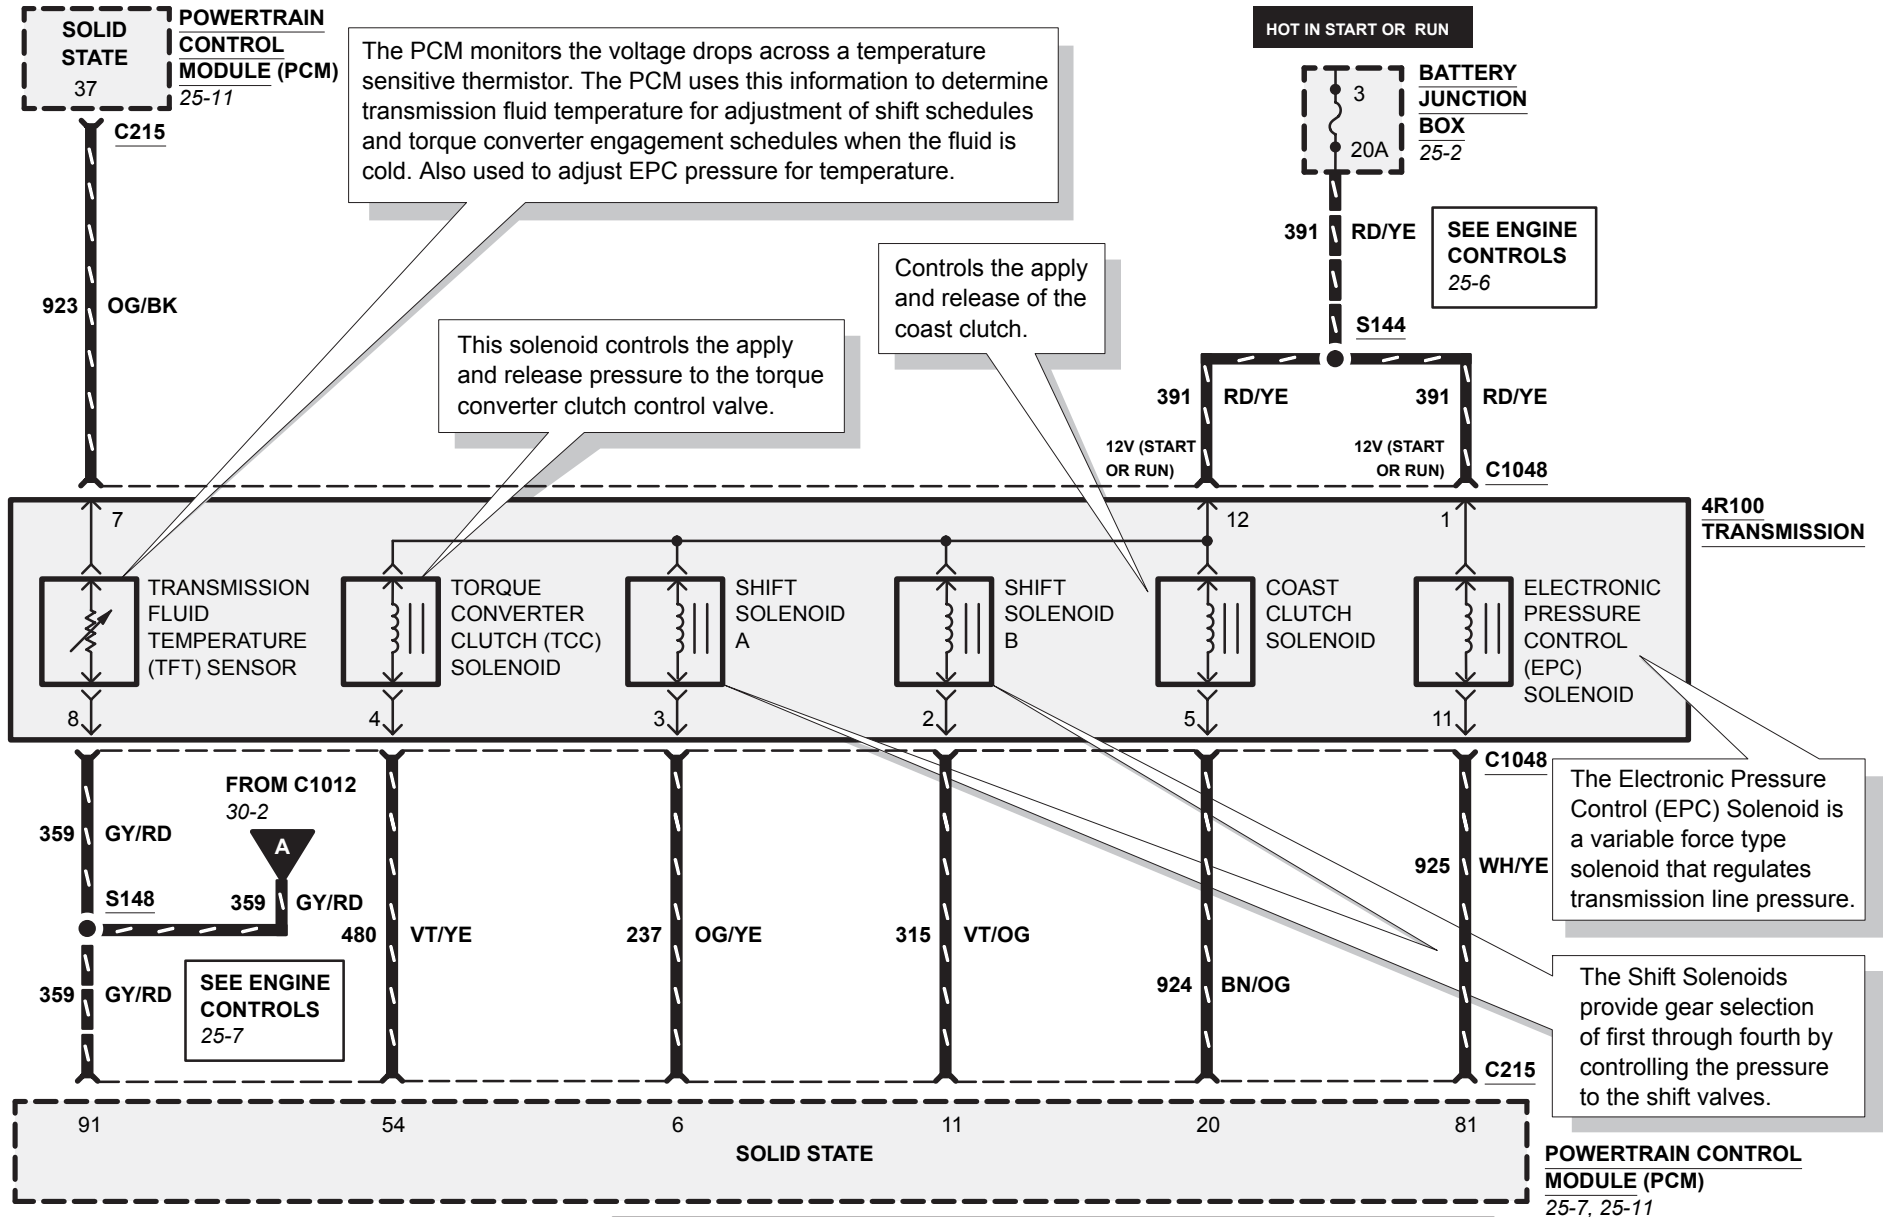 SOLID
STATE
37
POWERTRAIN
CONTROL
MODULE (PCM)
25-11
C215
The PCM monitors the voltage drops across a temperature
sensitive thermistor. The PCM uses this information to determine
transmission fluid temperature for adjustment of shift schedules
and torque converter engagement schedules when the fluid is
cold. Also used to adjust EPC pressure for temperature.
HOT IN START OR RUN
3
20A
BATTERY
JUNCTION
BOX
25-2
391 RD/YE
SEE ENGINE
CONTROLS
25-6
S144
923 OG/BK
This solenoid controls the apply
and release pressure to the torque
converter clutch control valve.
Controls the apply
and release of the
coast clutch.
391 RD/YE
391 RD/YE
12V (START
OR RUN)
12V (START
OR RUN)
C1048
4R100
TRANSMISSION
7
12
1
TRANSMISSION
FLUID
TEMPERATURE
(TFT) SENSOR
TORQUE
CONVERTER
CLUTCH (TCC)
SOLENOID
SHIFT
SOLENOID
A
SHIFT
SOLENOID
B
COAST
CLUTCH
SOLENOID
ELECTRONIC
PRESSURE
CONTROL
(EPC)
SOLENOID
8
4
3
2
5
11
C1048
The Electronic Pressure
Control (EPC) Solenoid is
a variable force type
solenoid that regulates
transmission line pressure.
FROM C1012
30-2
A
359 GY/RD
S148
359 GY/RD
359 GY/RD
SEE ENGINE
CONTROLS
25-7
480 VT/YE
237 OG/YE
315 VT/OG
924 BN/OG
925 WH/YE
The Shift Solenoids
provide gear selection
of first through fourth by
controlling the pressure
to the shift valves.
C215
91
54
6
11
20
81
SOLID STATE
POWERTRAIN CONTROL
MODULE (PCM)
25-7, 25-11